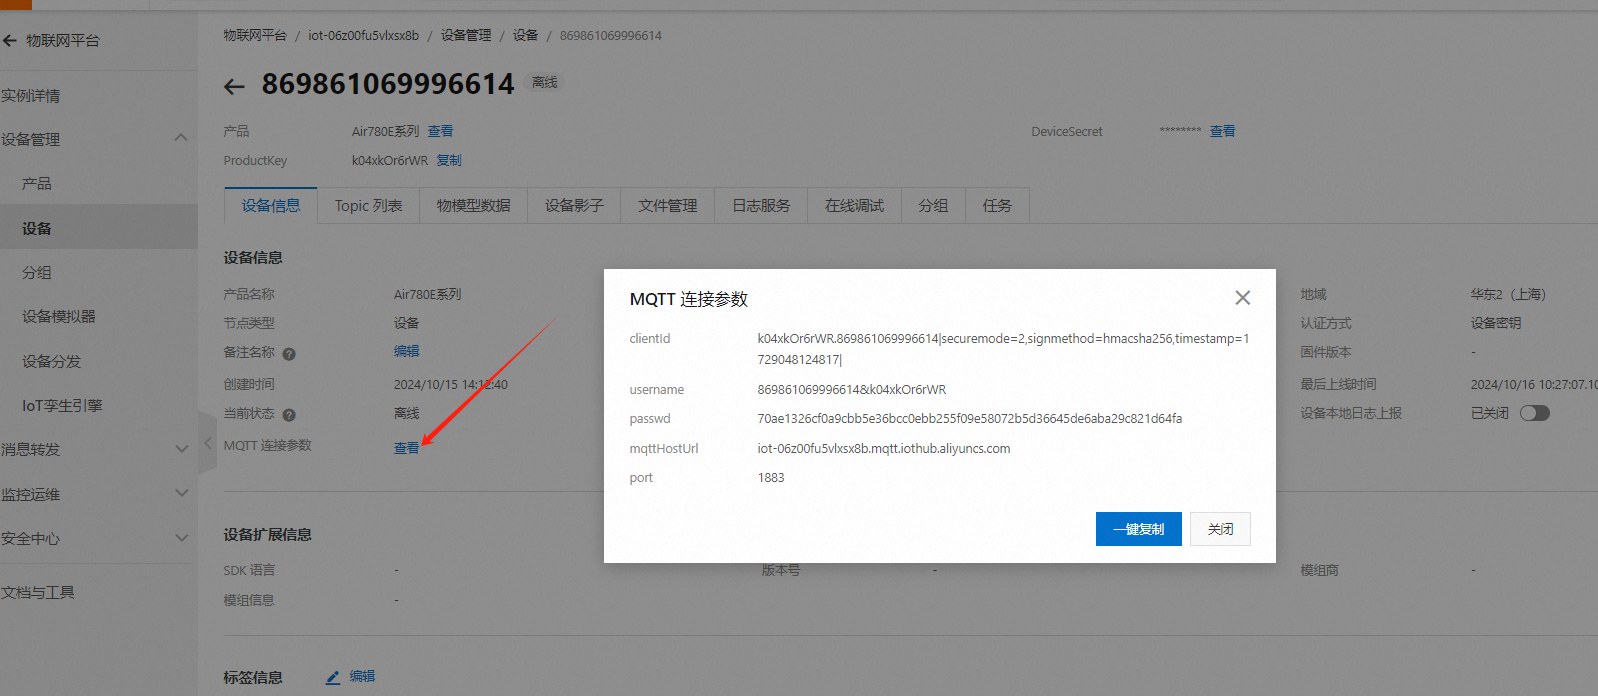 物联网平台
实例详情
设备管理
产品
设备
分组
设备模拟器
设备分发
IoT孪生引擎
消息转发
监控运维
安全中心
文档与工具
物联网平台 / iot-06z00fu5vlxsx8b / 设备管理 / 设备 / 869861069996614
869861069996614 离线
产品 Air780E系列 查看 DeviceSecret ******** 查看
ProductKey k04xkOr6rWR 复制
设备信息 Topic 列表 物模型数据 设备影子 文件管理 日志服务 在线调试 分组 任务
设备信息
产品名称 Air780E系列 地域 华东2（上海）
节点类型 设备 认证方式 设备密钥
备注名称 ? 编辑 固件版本 -
创建时间 2024/10/15 14:12:40 最后上线时间 2024/10/16 10:27:07.10
当前状态 ? 离线 设备本地日志上报 已关闭
MQTT 连接参数 查看
MQTT 连接参数
clientId k04xkOr6rWR.869861069996614|securemode=2,signmethod=hmacsha256,timestamp=1
729048124817|
username 869861069996614&k04xkOr6rWR
passwd 70ae1326cf0a9cbb5e36bcc0ebb255f09e58072b5d36645de6aba29c821d64fa
mqttHostUrl iot-06z00fu5vlxsx8b.mqtt.iothub.aliyuncs.com
port 1883
一键复制 关闭
设备扩展信息
SDK 语言 - 版本号 - 模组商 -
模组信息 -
标签信息 编辑